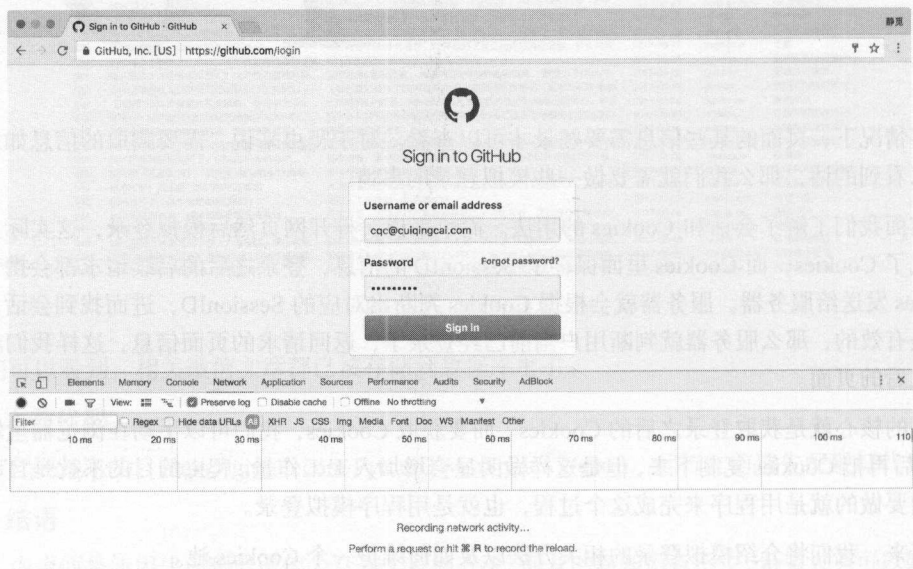 Sign in to GitHub · GitHub ×
静觅
GitHub, Inc. [US] https://github.com/login
Sign in to GitHub
Username or email address
cqc@cuiqingcai.com
Password Forgot password?
•••••••••
Sign in
Elements Memory Console Network Application Sources Performance Audits Security AdBlock
View: Preserve log Disable cache Offline No throttling ▼
Filter Regex Hide data URLs All XHR JS CSS Img Media Font Doc WS Manifest Other
10 ms 20 ms 30 ms 40 ms 50 ms 60 ms 70 ms 80 ms 90 ms 100 ms 110
Recording network activity…
Perform a request or hit ⌘ R to record the reload.